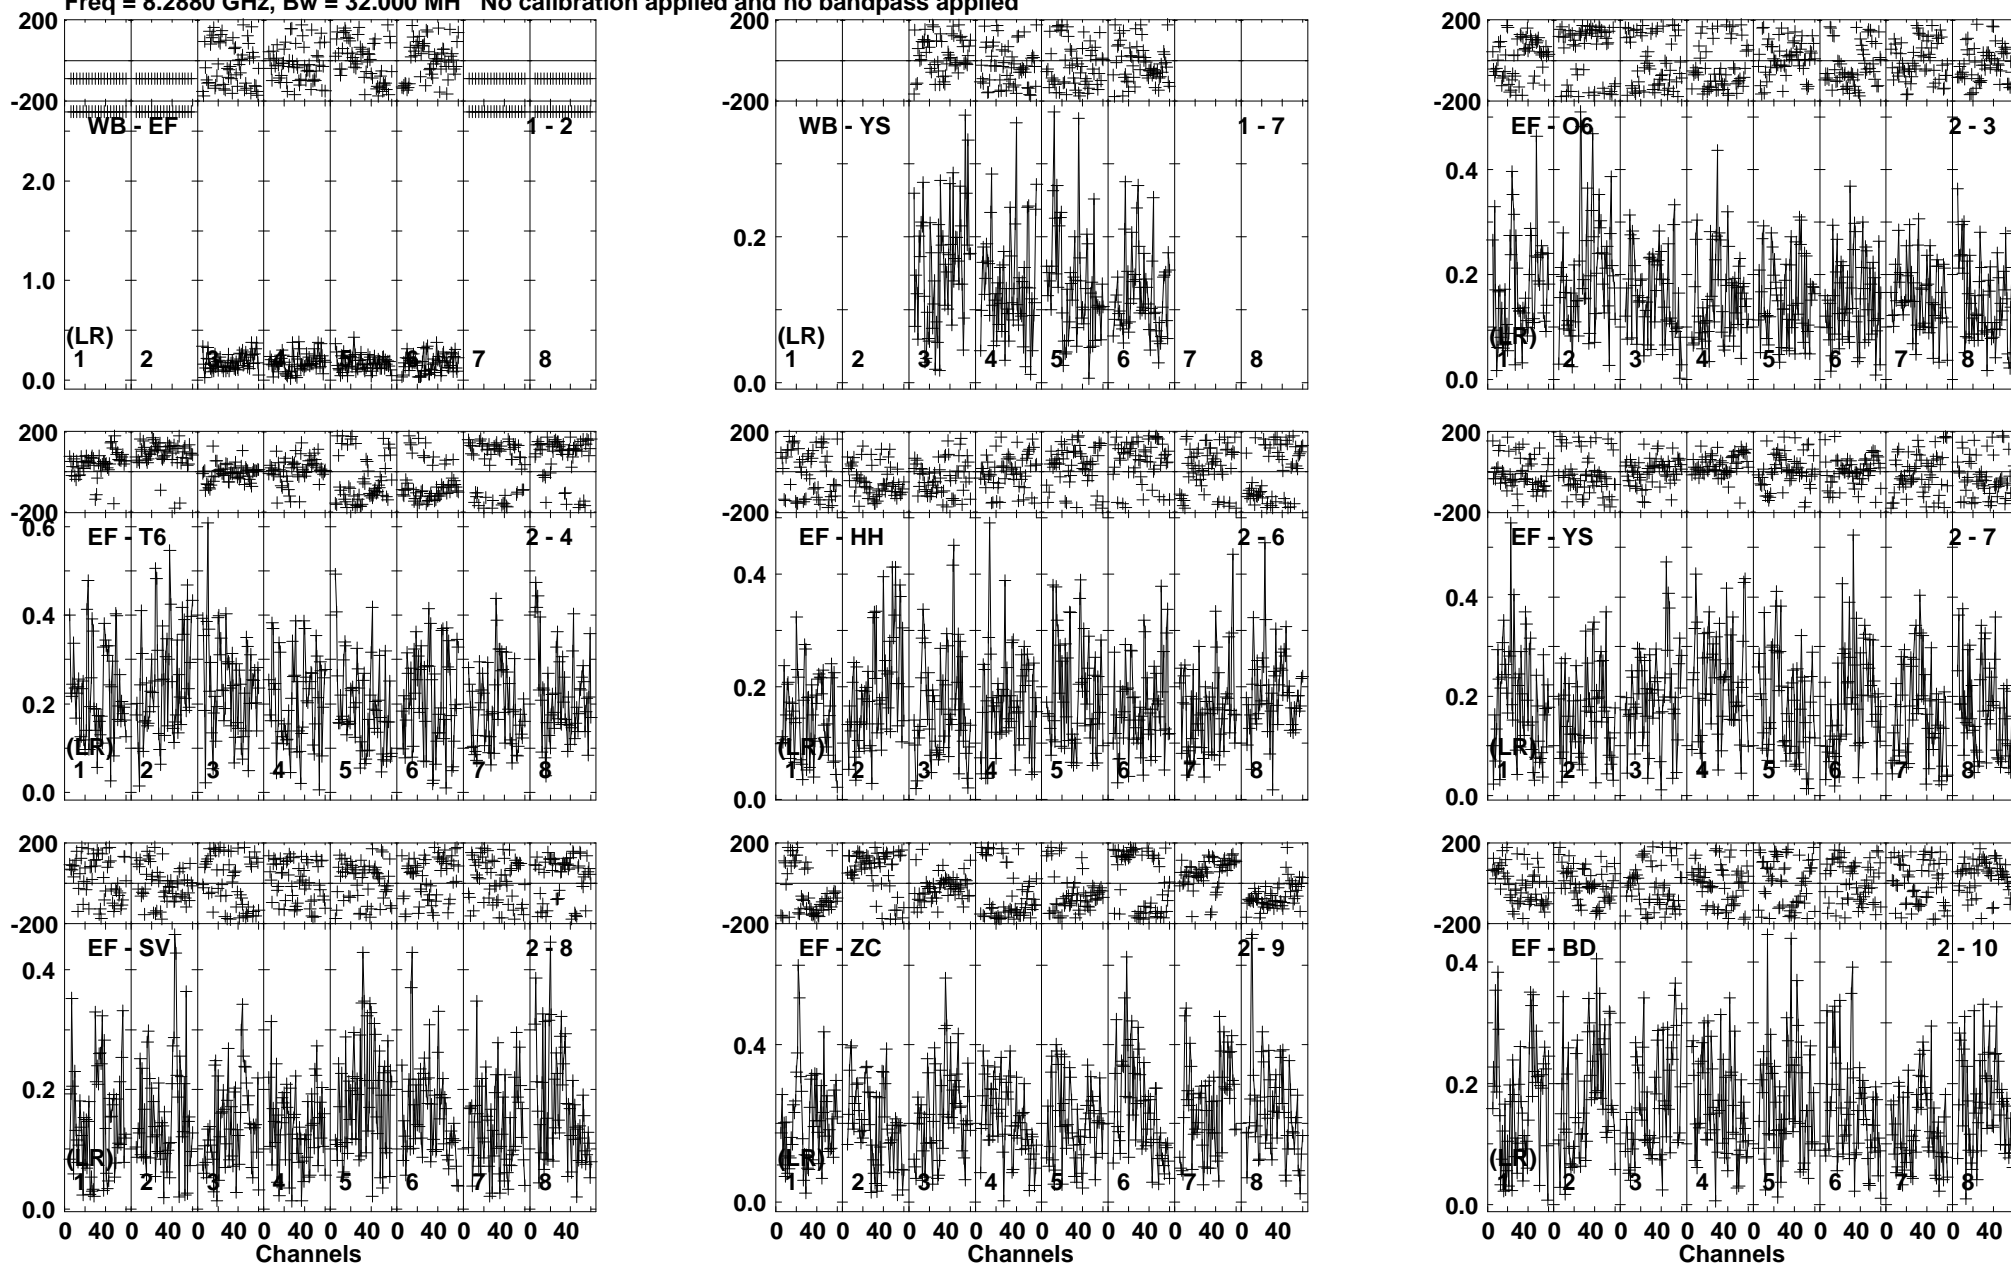 Freq = 8.2880 GHz, Bw = 32.000 MH   No calibration applied and no bandpass applied
200
-200
WB - EF
1 - 2
2.0
1.0
0.0
(LR)
1 2 3 4 5 6 7 8
200
-200
WB - YS
1 - 7
0.2
0.0
(LR)
1 2 3 4 5 6 7 8
200
-200
EF - O6
2 - 3
0.4
0.2
0.0
(LR)
1 2 3 4 5 6 7 8
200
-200
0.6
EF - T6
2 - 4
0.4
0.2
0.0
(LR)
1 2 3 4 5 6 7 8
200
-200
EF - HH
2 - 6
0.4
0.2
0.0
(LR)
1 2 3 4 5 6 7 8
200
-200
EF - YS
2 - 7
0.4
0.2
0.0
(LR)
1 2 3 4 5 6 7 8
200
-200
EF - SV
2 - 8
0.4
0.2
0.0
(LR)
1 2 3 4 5 6 7 8
0 40 0 40 0 40 0 40 0 40 0 40 0 40 0 40
Channels
200
-200
EF - ZC
2 - 9
0.4
0.0
(LR)
1 2 3 4 5 6 7 8
0 40 0 40 0 40 0 40 0 40 0 40 0 40 0 40
Channels
200
-200
EF - BD
2 - 10
0.4
0.2
0.0
(LR)
1 2 3 4 5 6 7 8
0 40 0 40 0 40 0 40 0 40 0 40 0 40 0 40
Channels